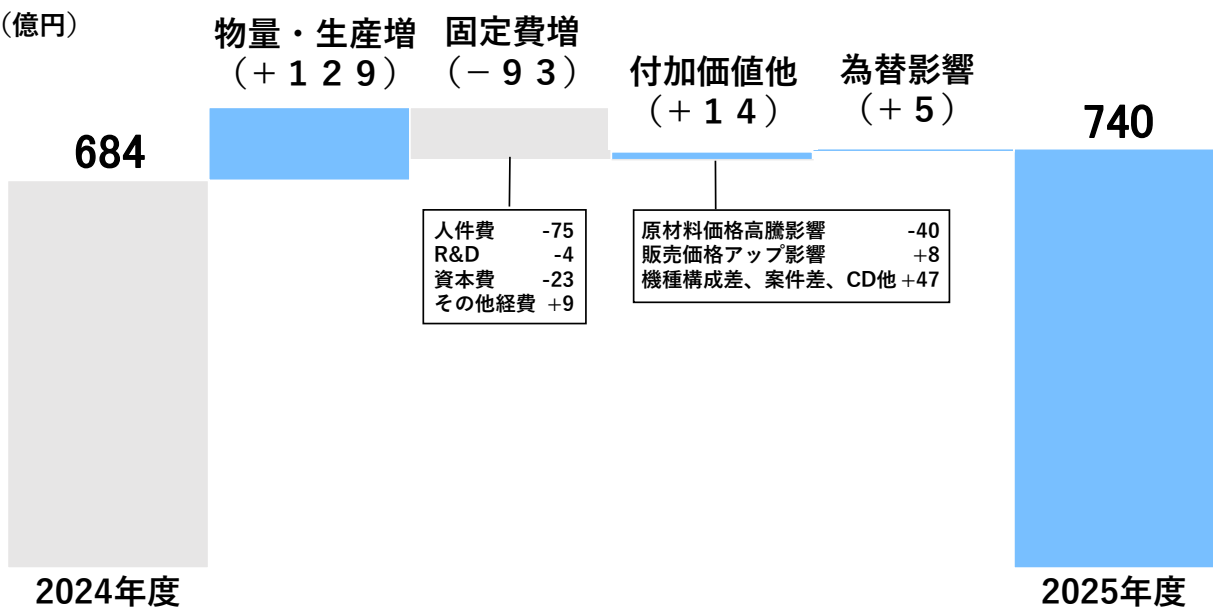 （億円）
物量・生産増
（＋１２９）
固定費増
（－９３）
付加価値他
（＋１４）
為替影響
（＋５）
684
740
人件費 -75
R&D -4
資本費 -23
その他経費 +9
原材料価格高騰影響 -40
販売価格アップ影響 +8
機種構成差、案件差、CD他 +47
2024年度
2025年度